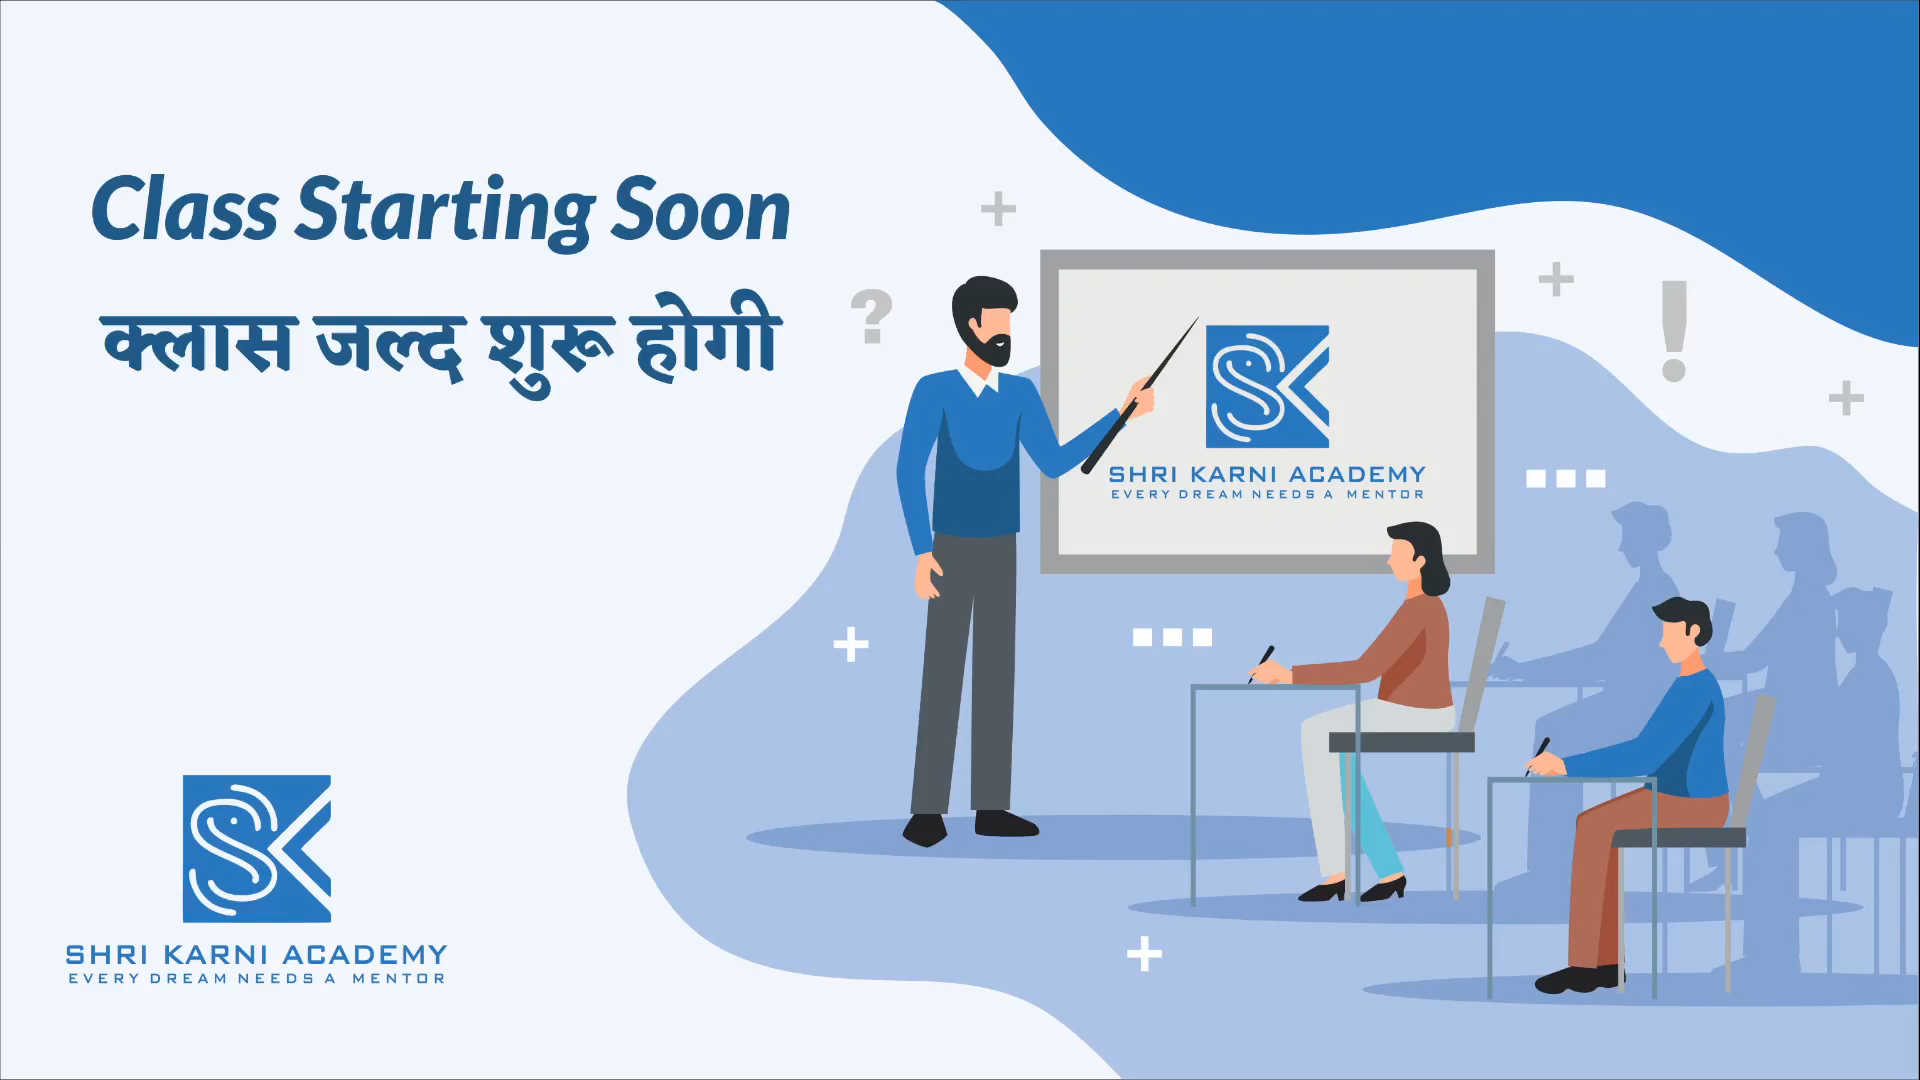 Class Starting Soon
क्लास जल्द शुरू होगी
SHRI KARNI ACADEMY
EVERY DREAM NEEDS A MENTOR
SHRI KARNI ACADEMY
EVERY DREAM NEEDS A MENTOR